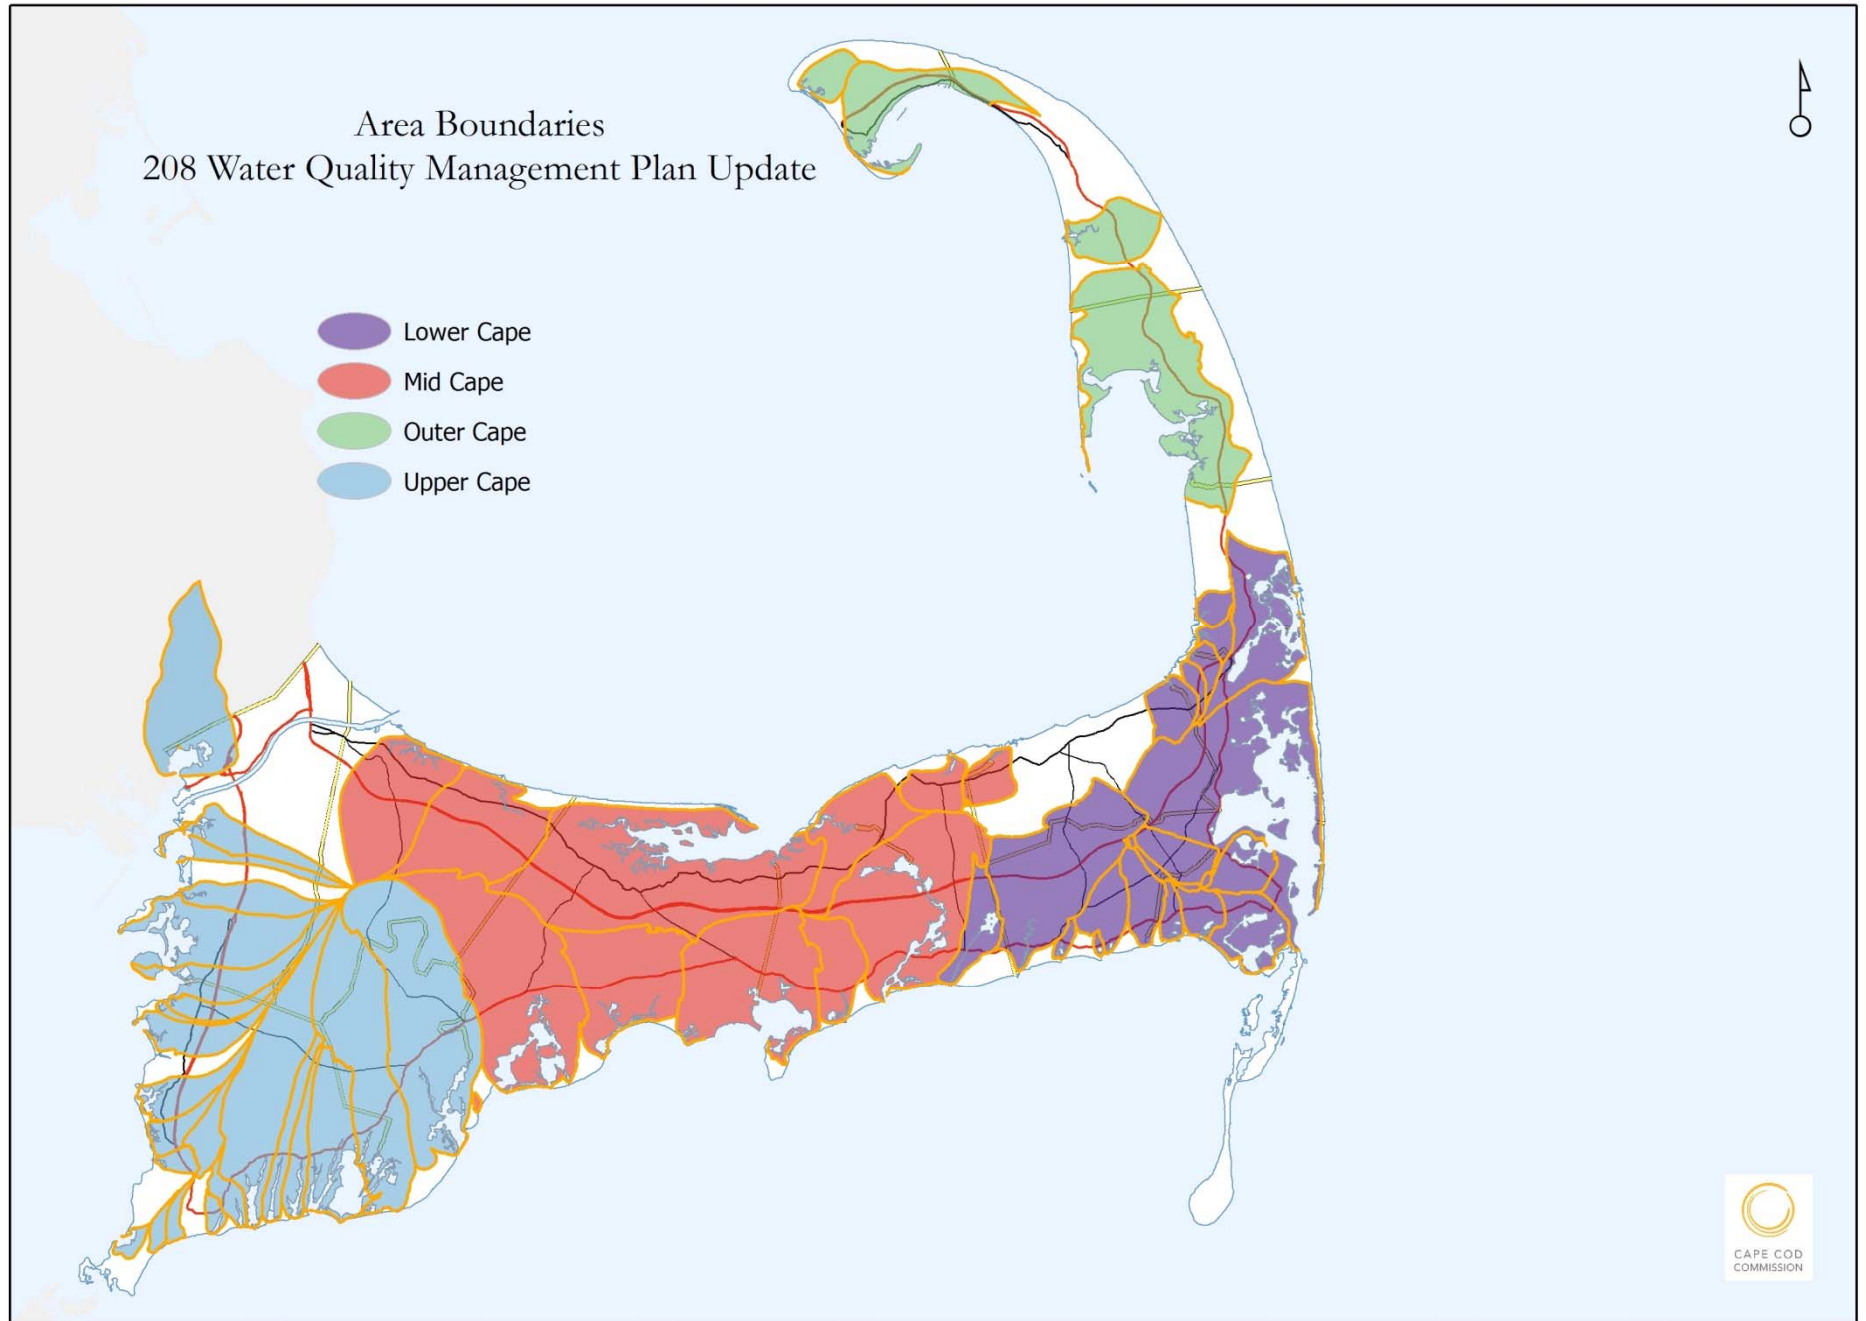 Area Boundaries
208 Water Quality Management Plan Update
Lower Cape
Mid Cape
Outer Cape
Upper Cape
CAPE COD
COMMISSION